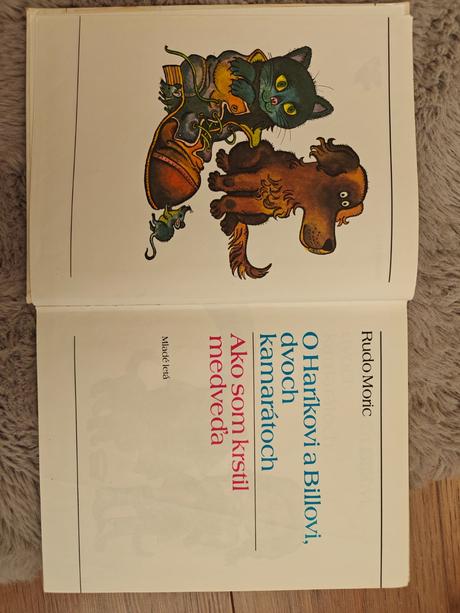 Rudo Moric
O Haríkovi a Billovi,
dvoch
kamarátoch
Ako som krstil
medveďa
Mladé letá